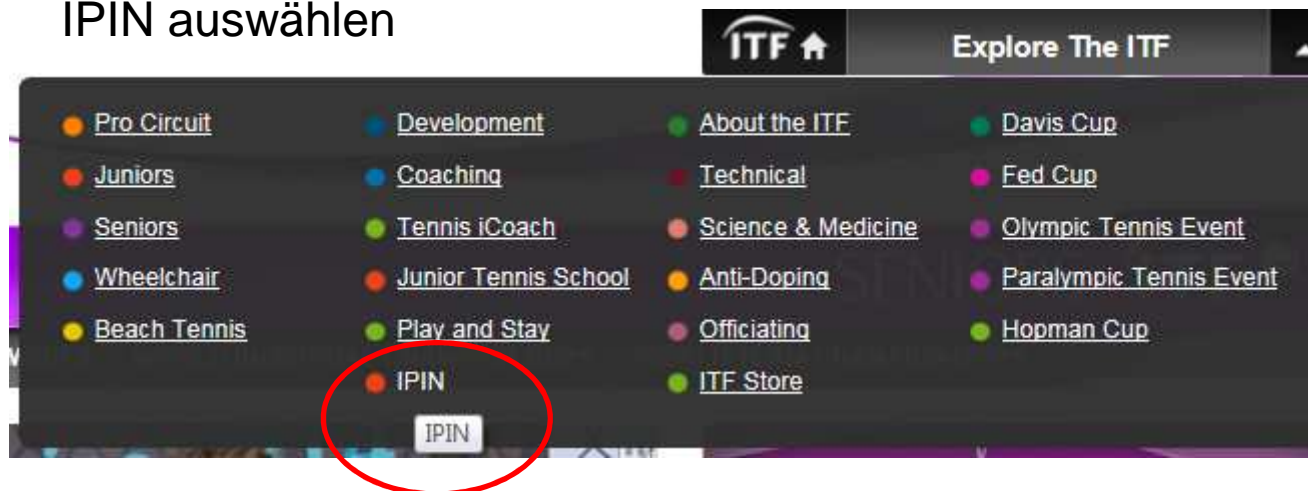 IPIN auswählen
ITF Explore The ITF
Pro Circuit Development About the ITF Davis Cup
Juniors Coaching Technical Fed Cup
Seniors Tennis iCoach Science & Medicine Olympic Tennis Event
Wheelchair Junior Tennis School Anti-Doping Paralympic Tennis Event
Beach Tennis Play and Stay Officiating Hopman Cup
IPIN ITF Store
IPIN